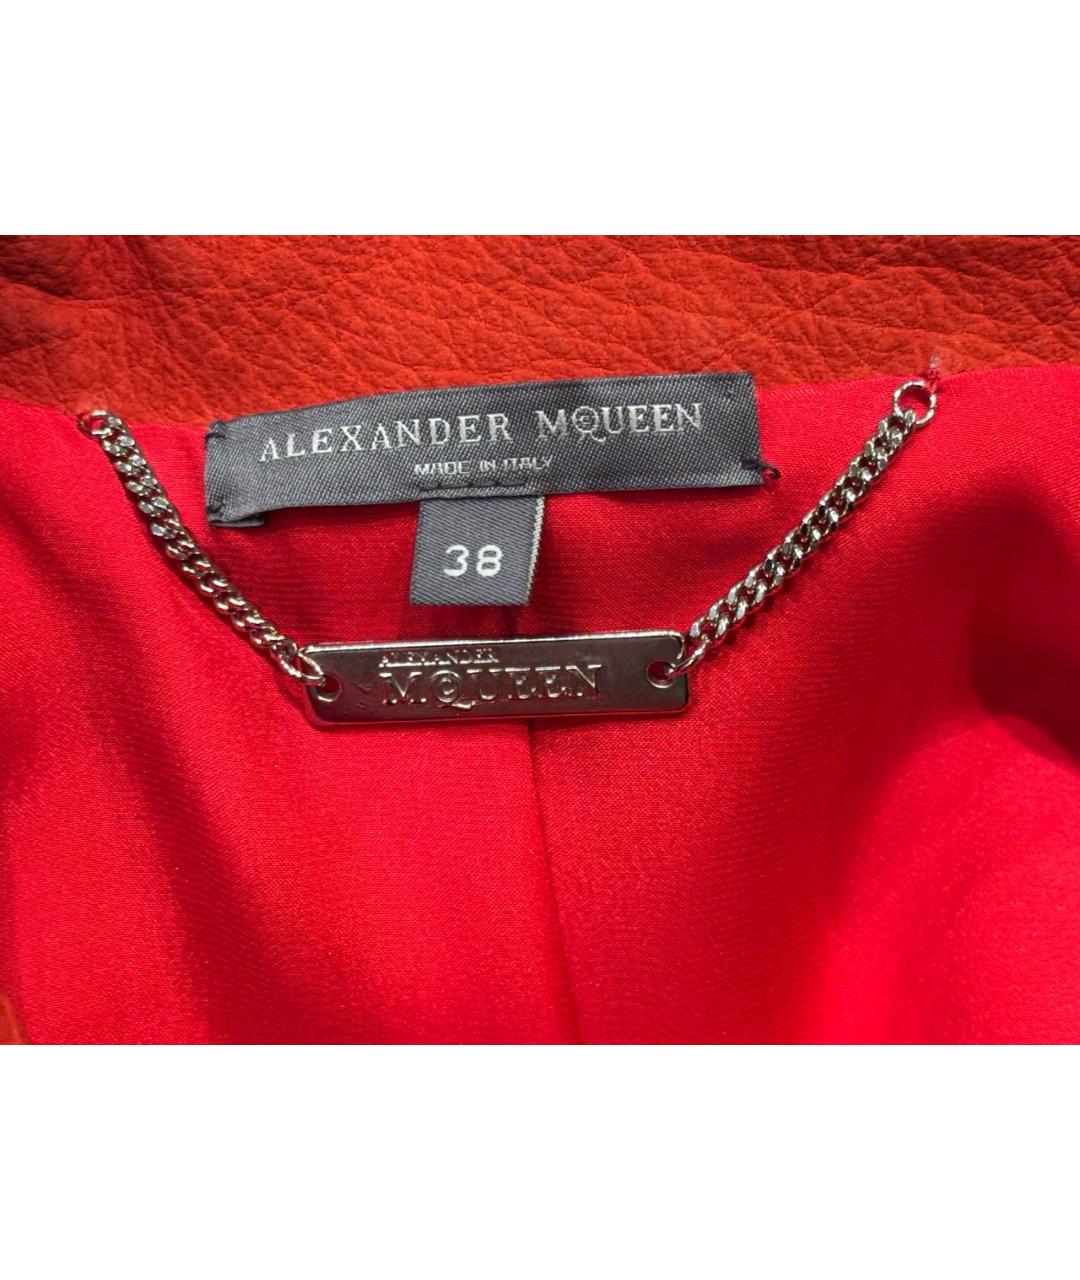 ALEXANDER MCQUEEN
MADE IN ITALY
38
ALEXANDER
MCQUEEN